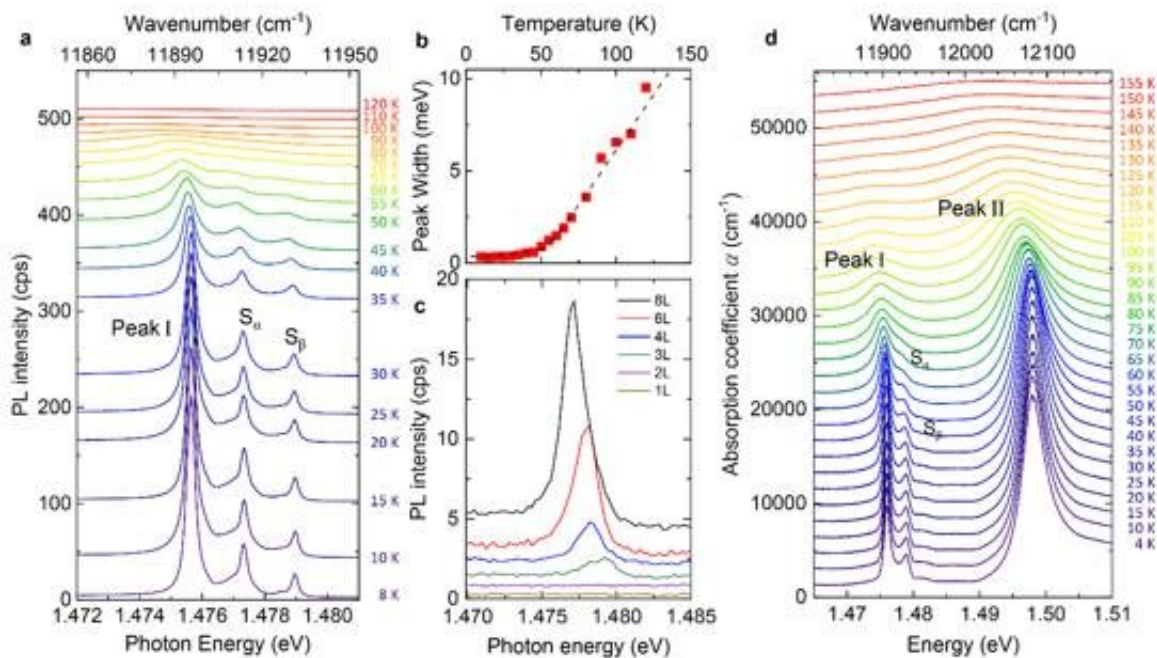 a
Wavenumber (cm⁻¹)
11860 11890 11920 11950
PL intensity (cps)
500
400
300
200
100
0
Peak I
Sα
Sβ
120 K
100 K
90 K
80 K
70 K
60 K
55 K
50 K
45 K
40 K
35 K
30 K
25 K
20 K
15 K
10 K
8 K
1.472 1.474 1.476 1.478 1.480
Photon Energy (eV)
b
Temperature (K)
0 50 100 150
Peak Width (meV)
10
5
0
c
PL intensity (cps)
20
15
10
5
0
8L
6L
4L
3L
2L
1L
1.470 1.475 1.480 1.485
Photon energy (eV)
d
Wavenumber (cm⁻¹)
11900 12000 12100
Absorption coefficient α (cm⁻¹)
50000
40000
30000
20000
10000
0
Peak II
Peak I
Sα
Sβ
155 K
150 K
145 K
140 K
135 K
130 K
125 K
120 K
115 K
110 K
100 K
95 K
90 K
85 K
80 K
75 K
70 K
65 K
60 K
55 K
50 K
45 K
40 K
35 K
30 K
25 K
20 K
15 K
10 K
4 K
1.47 1.48 1.49 1.50 1.51
Energy (eV)